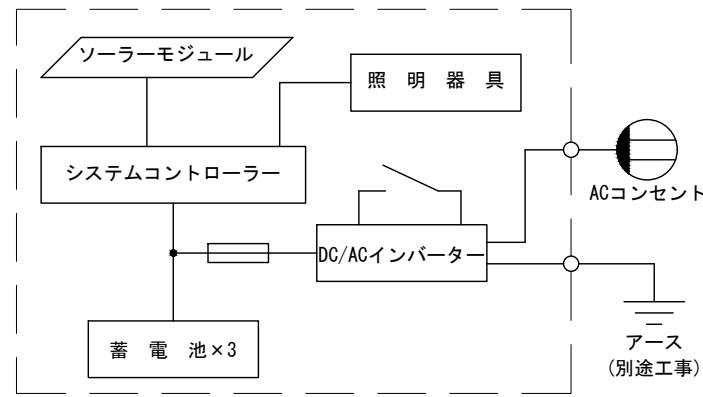 ソーラーモジュール
照 明 器 具
システムコントローラー
ACコンセント
DC/ACインバーター
蓄 電 池×3
アース
(別途工事)